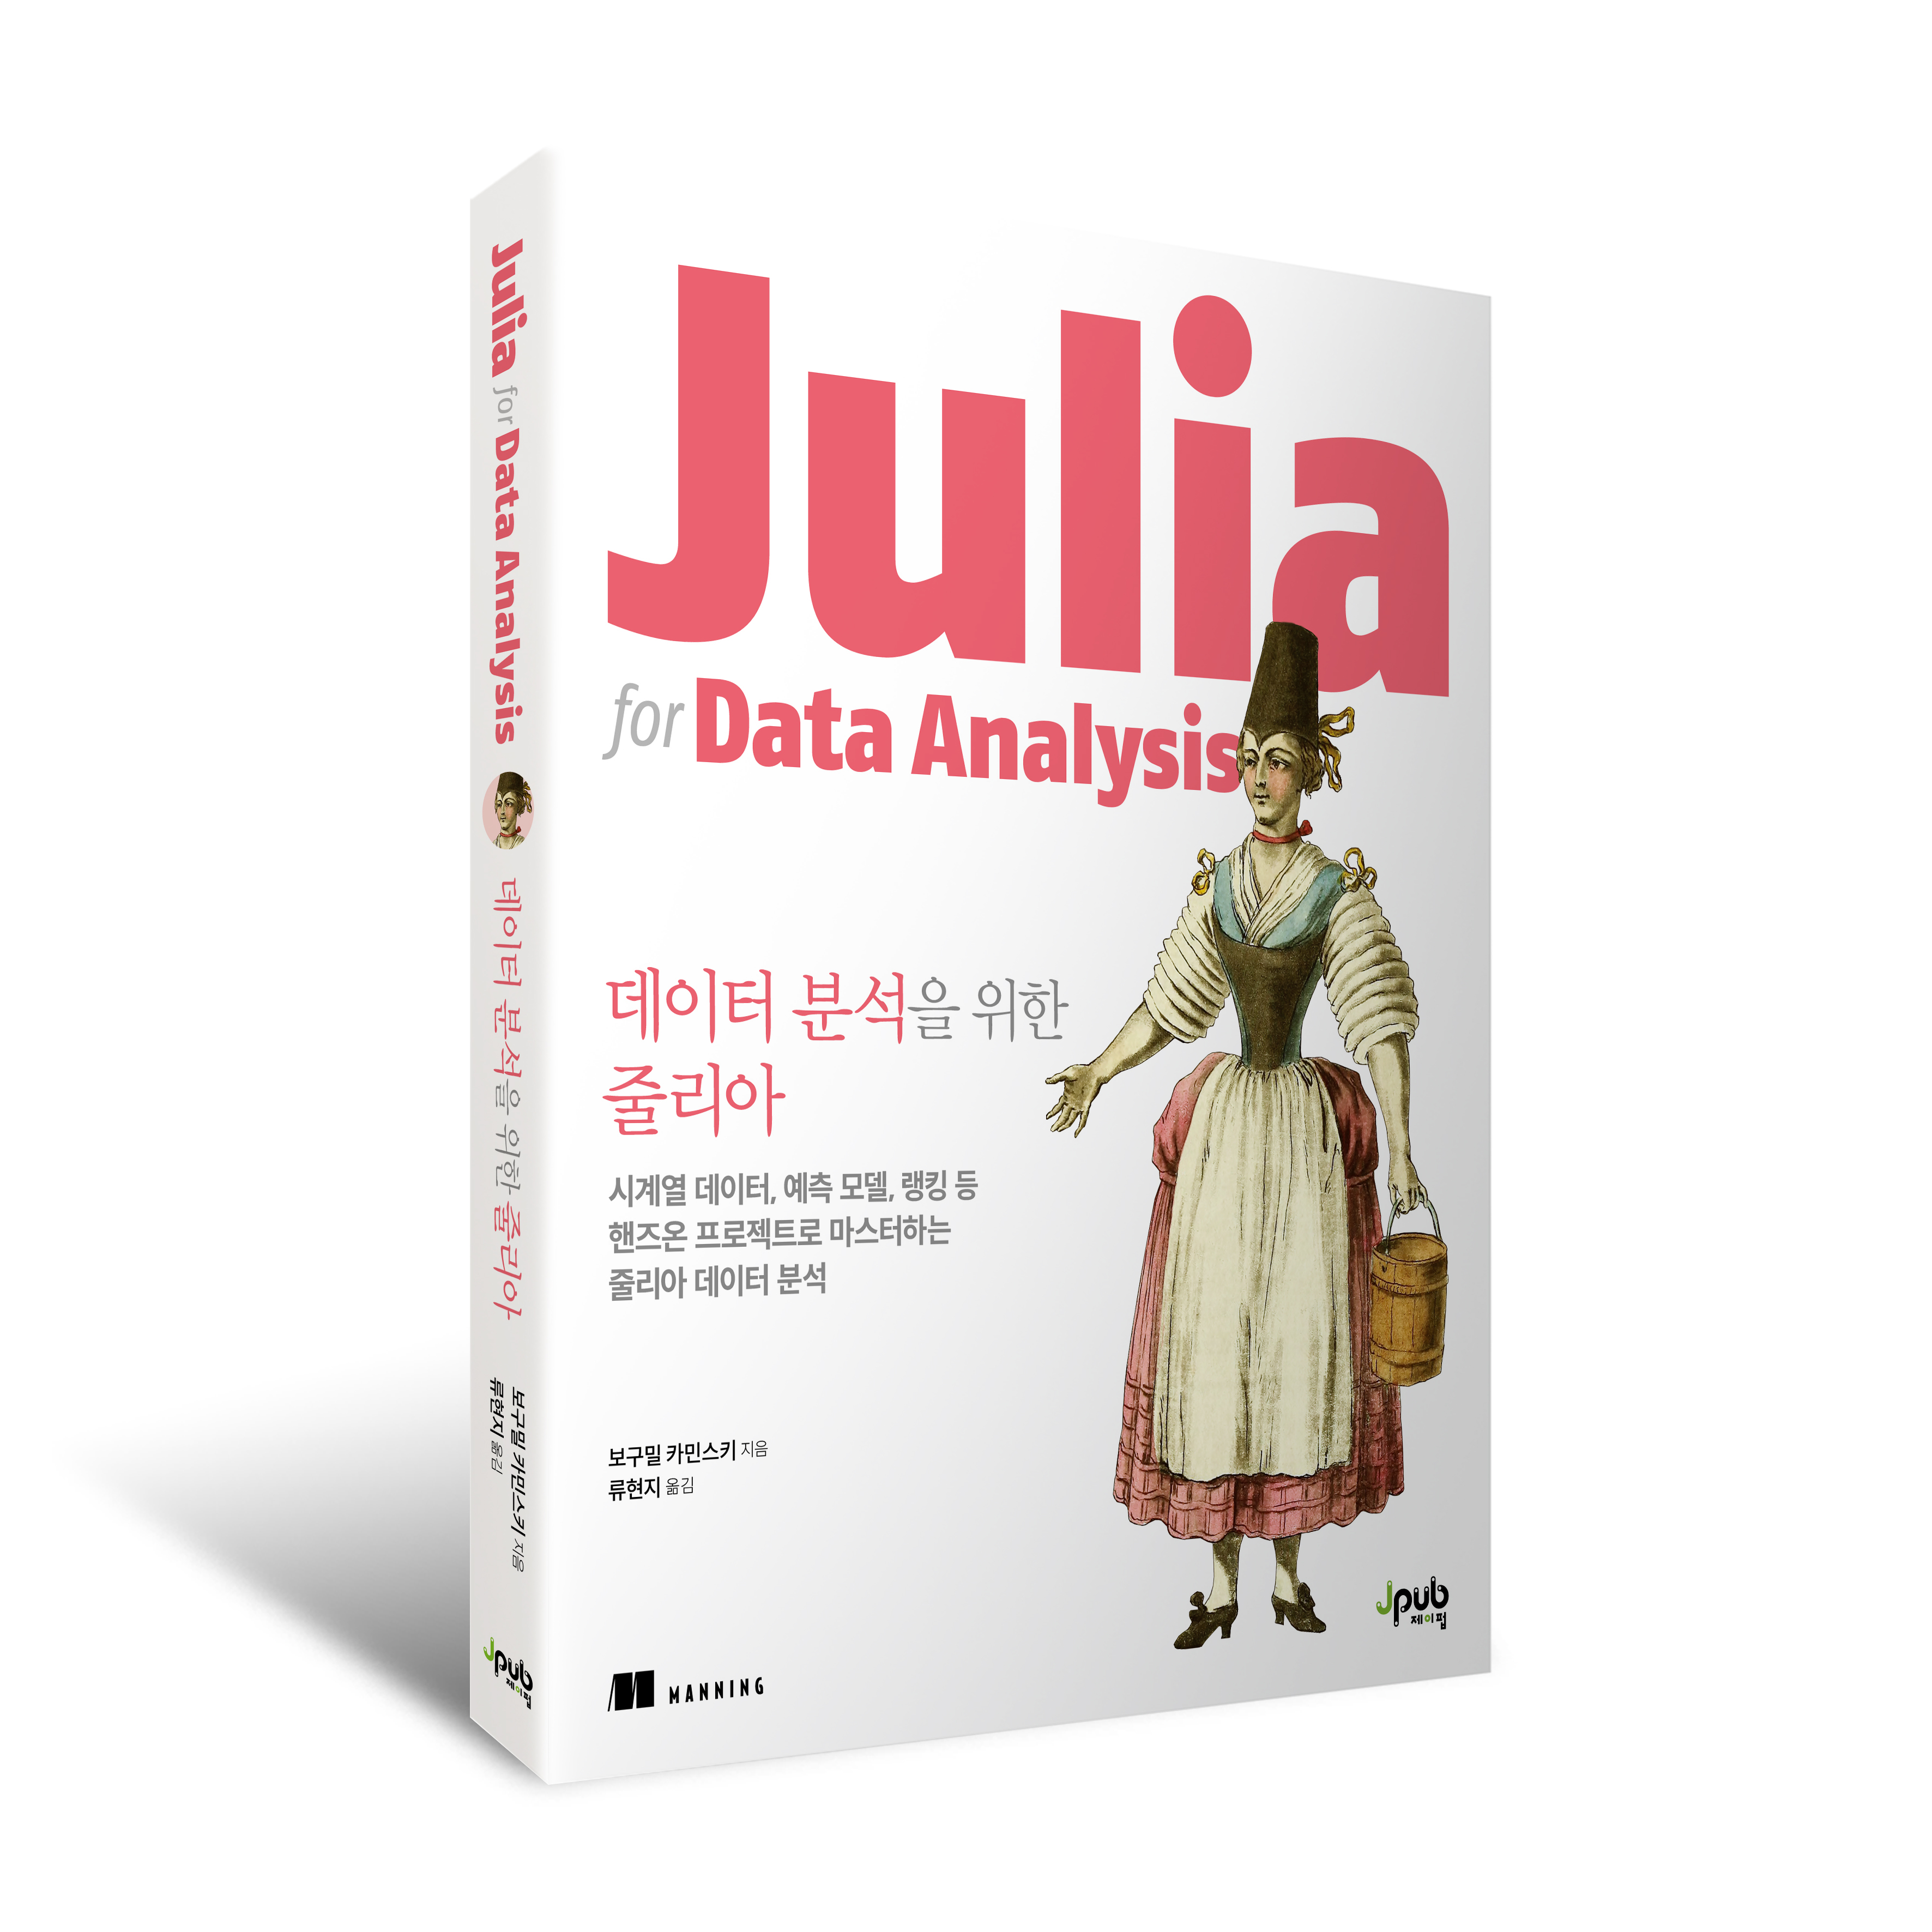 Julia for Data Analysis
데이터 분석을 위한 줄리아
보구밀 카민스키 지음
류현지 옮김
Jpub
제이펍
Julia
for Data Analysis
데이터 분석을 위한
줄리아
시계열 데이터, 예측 모델, 랭킹 등
핸즈온 프로젝트로 마스터하는
줄리아 데이터 분석
보구밀 카민스키 지음
류현지 옮김
Jpub
제이펍
MANNING